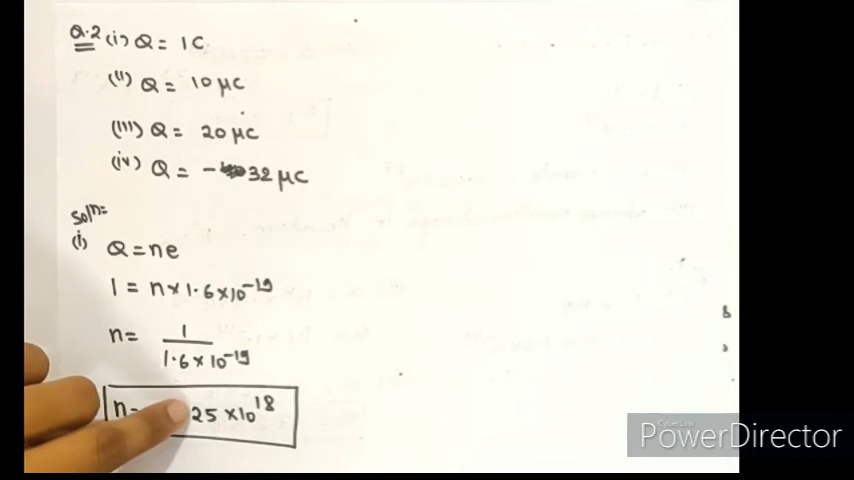 Q.2 (i) Q = 1C
(ii) Q = 10 μC
(iii) Q = 20 μC
(iv) Q = -32 μC
Soln=
(i) Q = ne
1 = n × 1.6 × 10⁻¹⁹
n = 1
1.6 × 10⁻¹⁹
n= 25 × 10¹⁸
CyberLink
PowerDirector